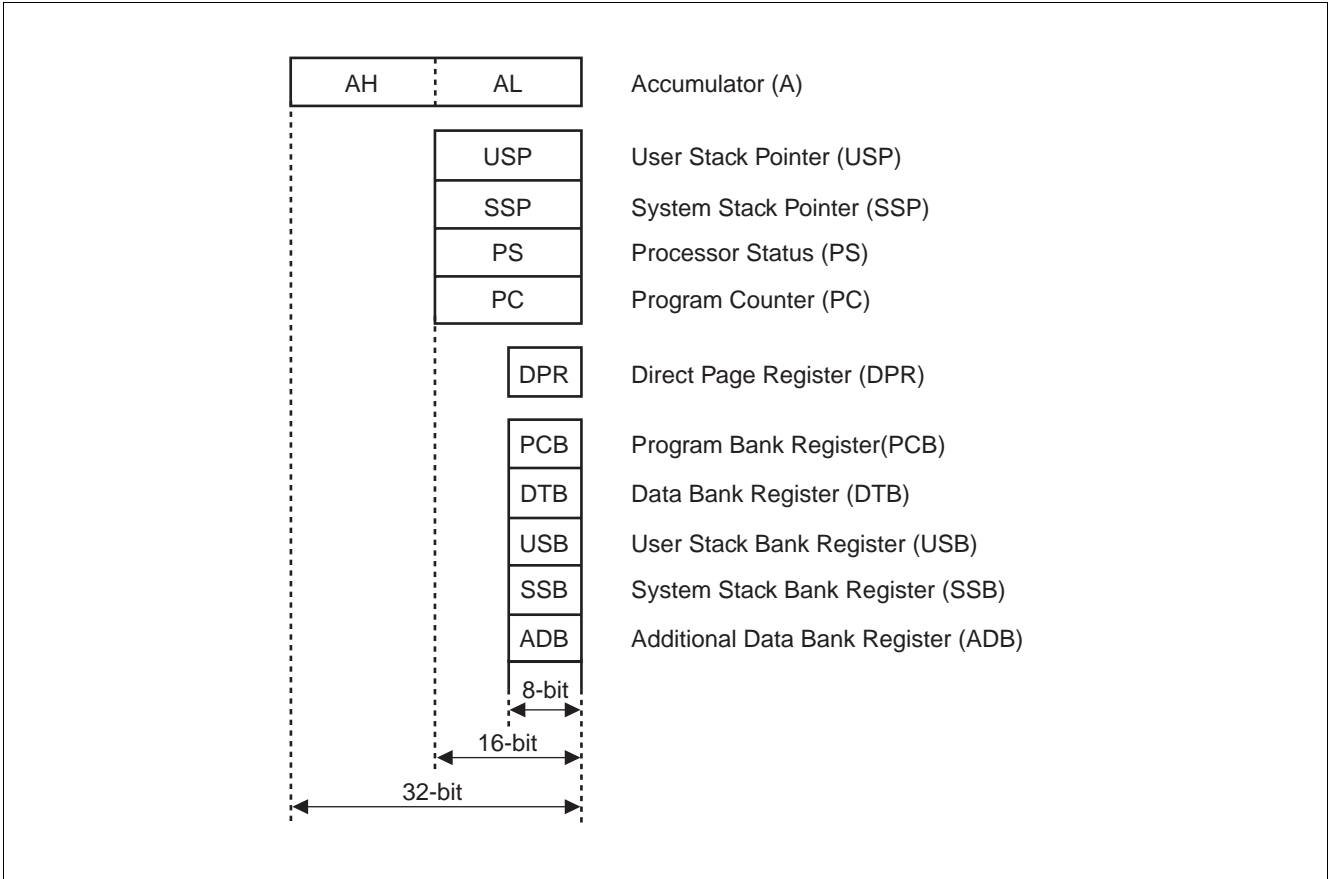 AH AL Accumulator (A)
USP User Stack Pointer (USP)
SSP System Stack Pointer (SSP)
PS Processor Status (PS)
PC Program Counter (PC)
DPR Direct Page Register (DPR)
PCB Program Bank Register(PCB)
DTB Data Bank Register (DTB)
USB User Stack Bank Register (USB)
SSB System Stack Bank Register (SSB)
ADB Additional Data Bank Register (ADB)
8-bit
16-bit
32-bit